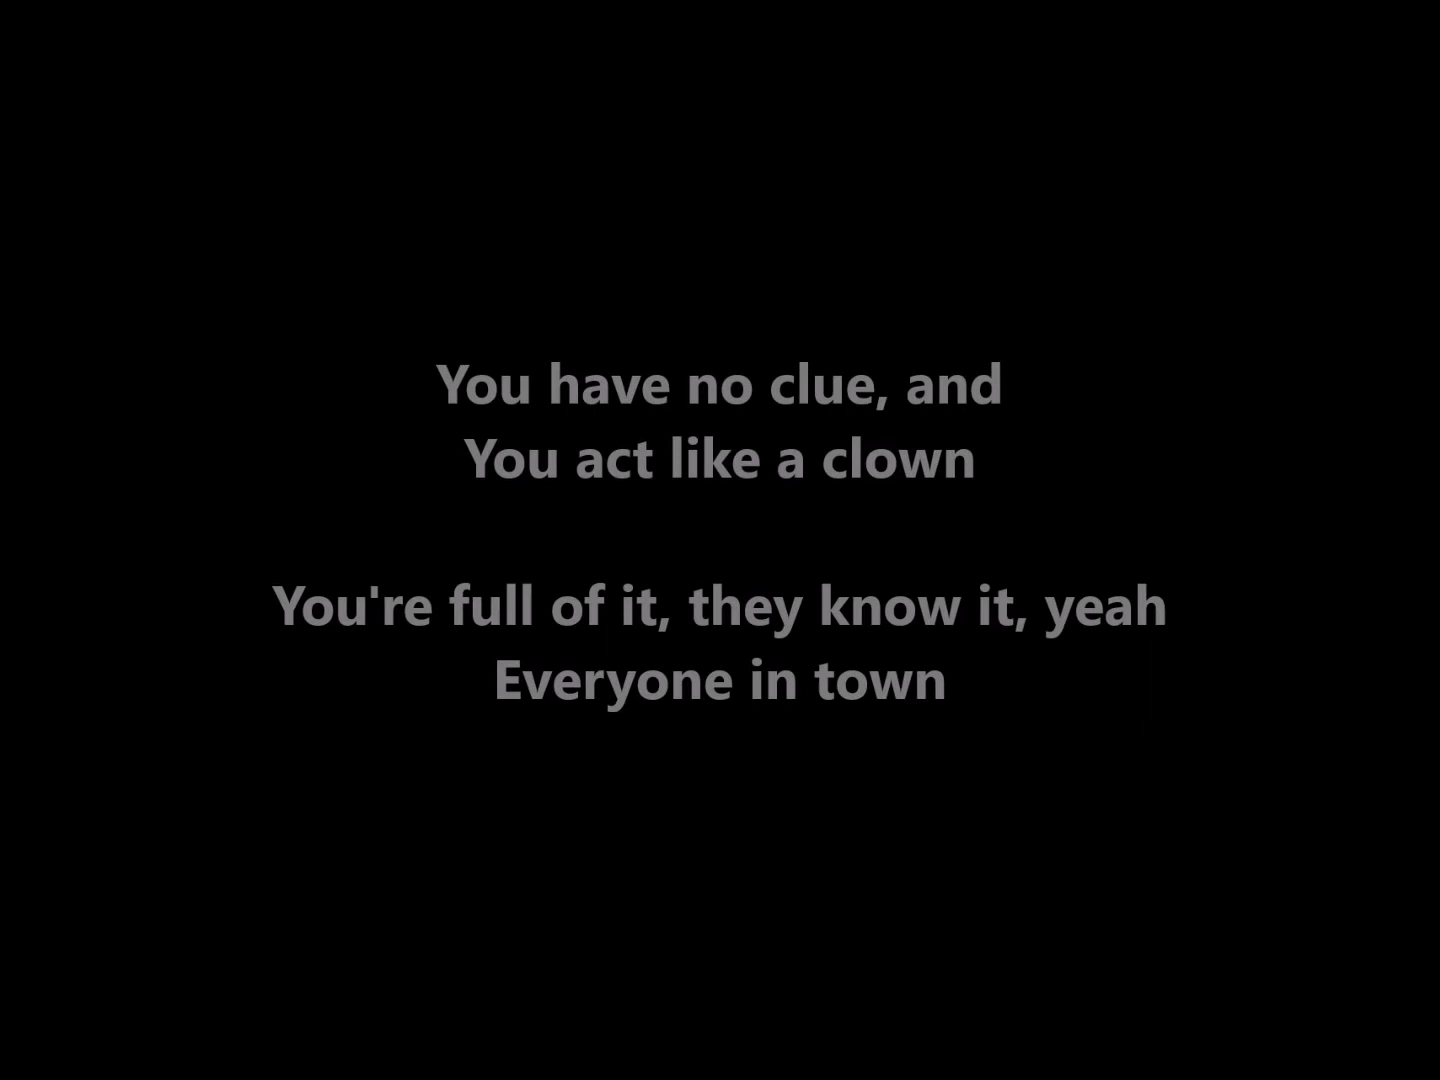 You have no clue, and
You act like a clown
You're full of it, they know it, yeah
Everyone in town